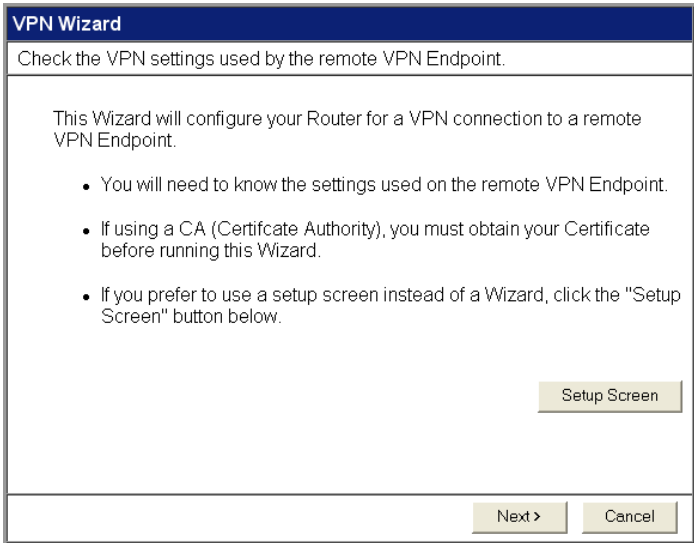 VPN Wizard
Check the VPN settings used by the remote VPN Endpoint.
This Wizard will configure your Router for a VPN connection to a remote
VPN Endpoint.
• You will need to know the settings used on the remote VPN Endpoint.
• If using a CA (Certifcate Authority), you must obtain your Certificate
before running this Wizard.
• If you prefer to use a setup screen instead of a Wizard, click the "Setup
Screen" button below.
Setup Screen
Next >
Cancel